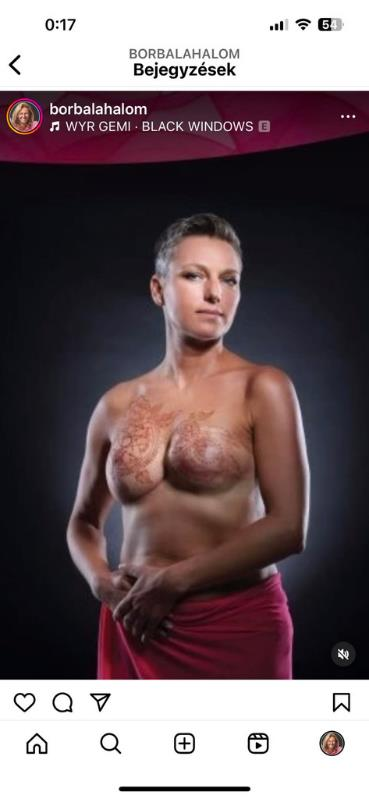 0:17
54
BORBALAHALOM
Bejegyzések
borbalahalom
WYR GEMI · BLACK WINDOWS E